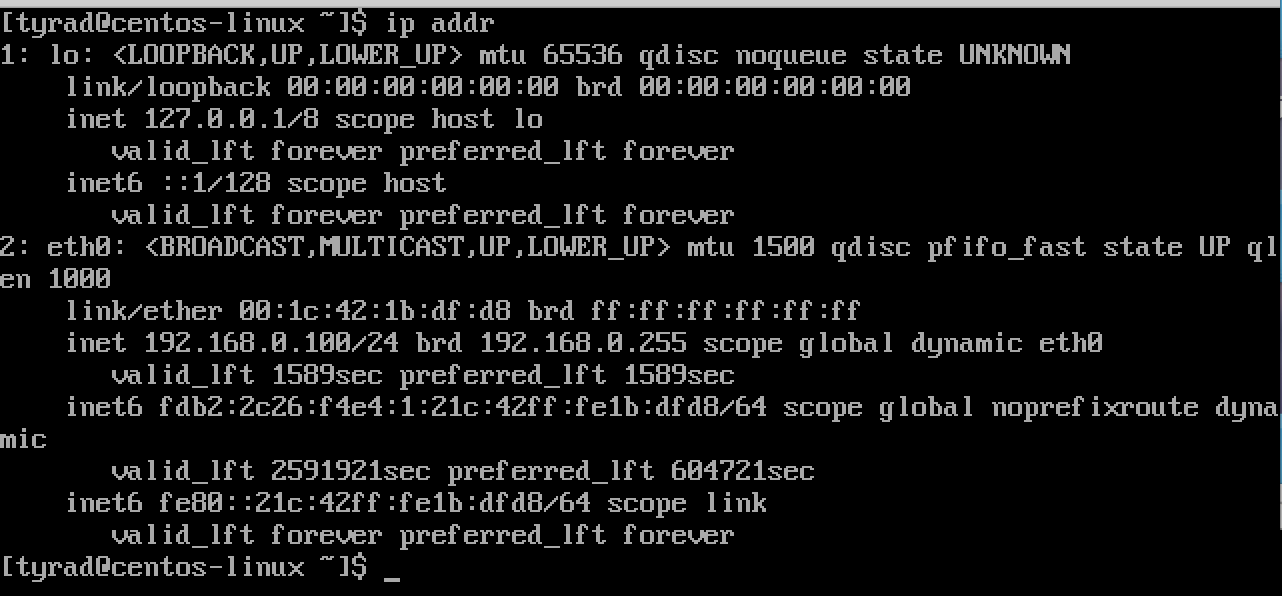 [tyrad@centos-linux ~]$ ip addr
1: lo: <LOOPBACK,UP,LOWER_UP> mtu 65536 qdisc noqueue state UNKNOWN
    link/loopback 00:00:00:00:00:00 brd 00:00:00:00:00:00
    inet 127.0.0.1/8 scope host lo
       valid_lft forever preferred_lft forever
    inet6 ::1/128 scope host
       valid_lft forever preferred_lft forever
2: eth0: <BROADCAST,MULTICAST,UP,LOWER_UP> mtu 1500 qdisc pfifo_fast state UP ql
en 1000
    link/ether 00:1c:42:1b:df:d8 brd ff:ff:ff:ff:ff:ff
    inet 192.168.0.100/24 brd 192.168.0.255 scope global dynamic eth0
       valid_lft 1589sec preferred_lft 1589sec
    inet6 fdb2:2c26:f4e4:1:21c:42ff:fe1b:dfd8/64 scope global noprefixroute dyna
mic
       valid_lft 2591921sec preferred_lft 604721sec
    inet6 fe80::21c:42ff:fe1b:dfd8/64 scope link
       valid_lft forever preferred_lft forever
[tyrad@centos-linux ~]$ _